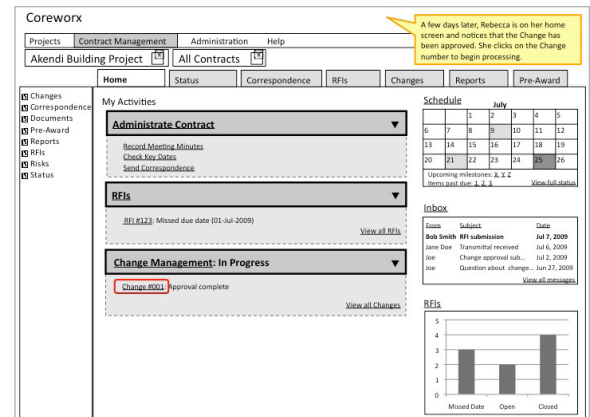 Coreworx
A few days later, Rebecca is on her home
screen and notices that the Change has
been approved. She clicks on the Change
number to begin processing.
Projects Contract Management Administration Help
Akendi Building Project All Contracts
Home Status Correspondence RFIs Changes Reports Pre-Award
Changes
Correspondence
Documents
Pre-Award
Reports
RFIs
Risks
Status
My Activities
Administrate Contract
Record Meeting Minutes
Check Key Dates
Send Correspondence
RFIs
RFI #123: Missed due date (01-Jul-2009)
View all RFIs
Change Management: In Progress
Change #001: Approval complete
View all Changes
Schedule
July
1 2 3 4 5
6 7 8 9 10 11 12
13 14 15 16 17 18 19
20 21 22 23 24 25 26
Upcoming milestones: X, Y, Z
Items past due: 1, 2, 3 View full status
Inbox
From Subject Date
Bob Smith RFI submission Jul 7, 2009
Jane Doe Transmittal received Jul 6, 2009
Joe Change approval sub... Jul 2, 2009
Joe Question about change... Jun 27, 2009
View all messages
RFIs
5
4
3
2
1
0
Missed Date Open Closed